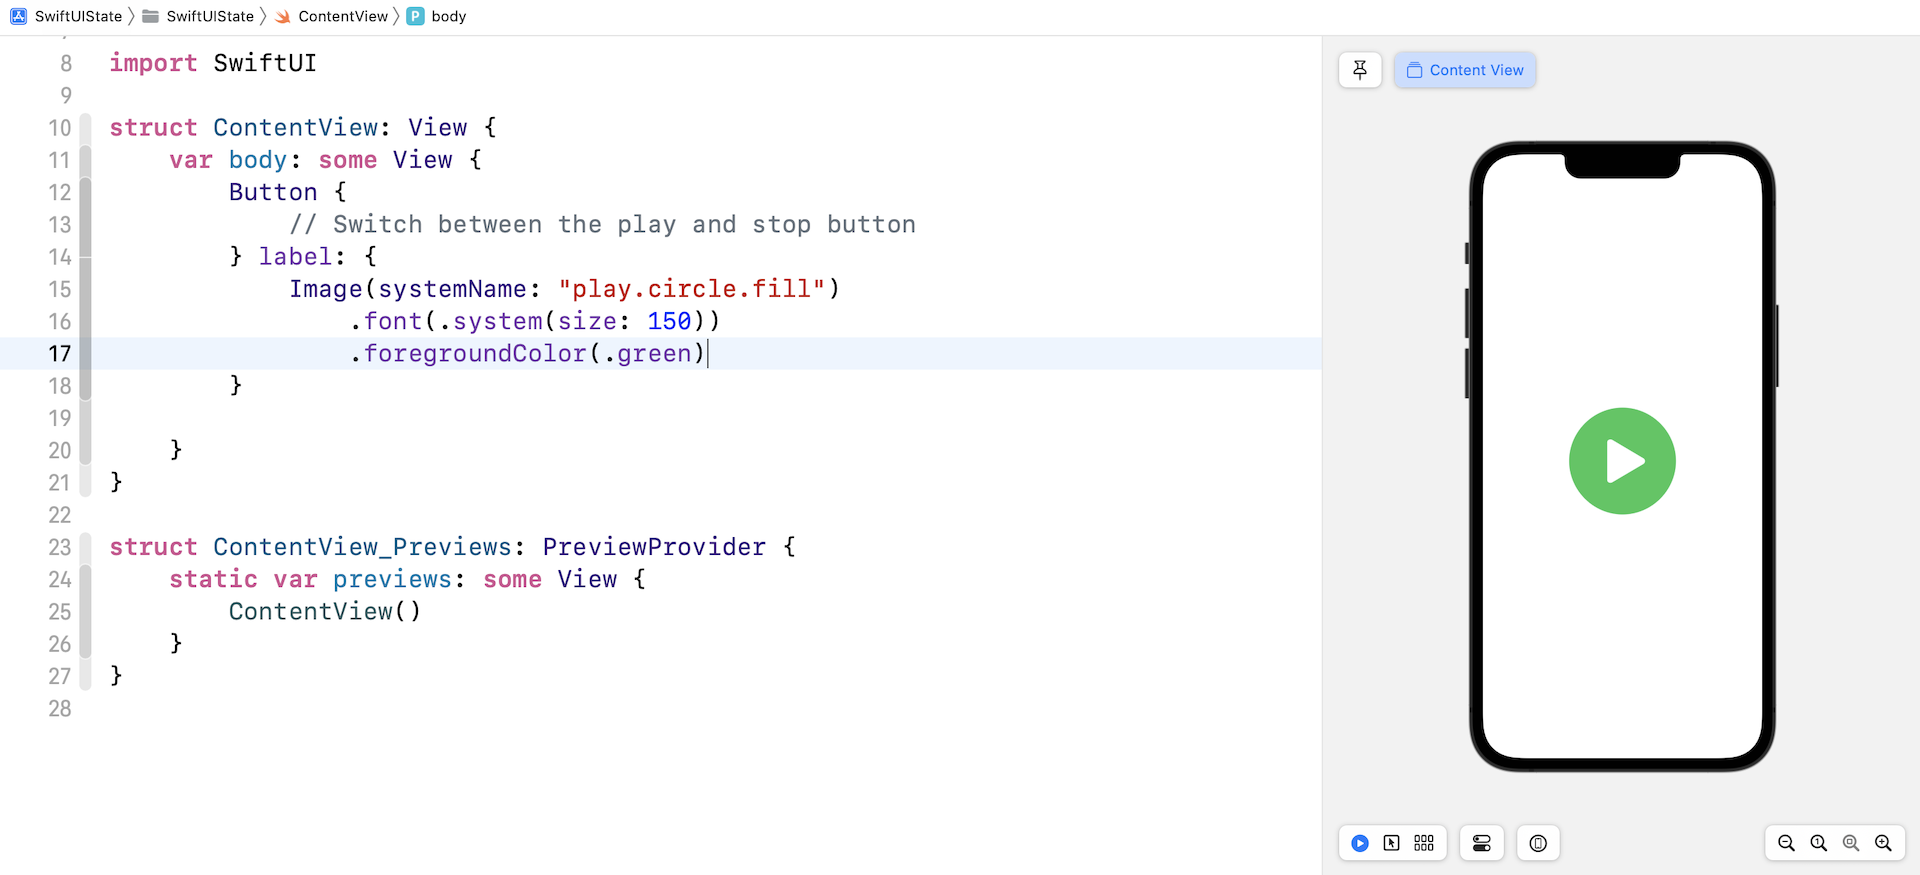 SwiftUIState 〉 SwiftUIState 〉 ContentView 〉 P body
8 import SwiftUI
9
10 struct ContentView: View {
11     var body: some View {
12         Button {
13             // Switch between the play and stop button
14         } label: {
15             Image(systemName: "play.circle.fill")
16                 .font(.system(size: 150))
17                 .foregroundColor(.green)
18         }
19
20     }
21 }
22
23 struct ContentView_Previews: PreviewProvider {
24     static var previews: some View {
25         ContentView()
26     }
27 }
28
Content View